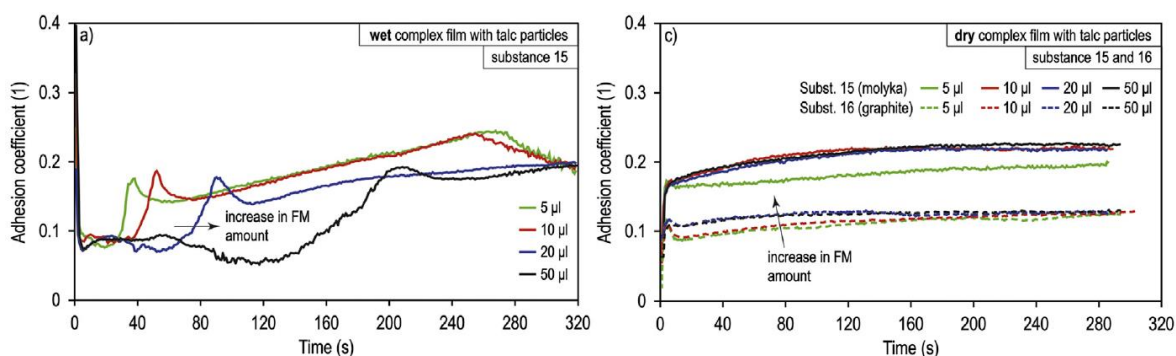 a)
wet complex film with talc particles
substance 15
Adhesion coefficient (1)
0.4
0.3
0.2
0.1
0
increase in FM
amount
5 µl
10 µl
20 µl
50 µl
0 40 80 120 160 200 240 280 320
Time (s)
c)
dry complex film with talc particles
substance 15 and 16
Subst. 15 (molyka) 5 µl 10 µl 20 µl 50 µl
Subst. 16 (graphite) 5 µl 10 µl 20 µl 50 µl
Adhesion coefficient (1)
0.4
0.3
0.2
0.1
0
increase in FM
amount
0 40 80 120 160 200 240 280 320
Time (s)